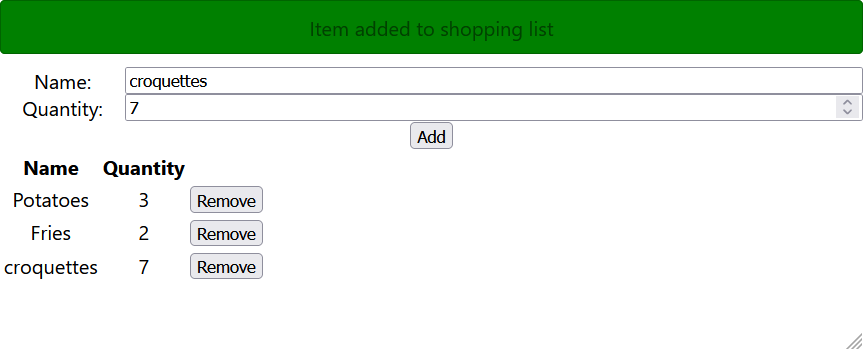 Item added to shopping list
Name: croquettes
Quantity: 7
Add
Name Quantity
Potatoes 3 Remove
Fries 2 Remove
croquettes 7 Remove